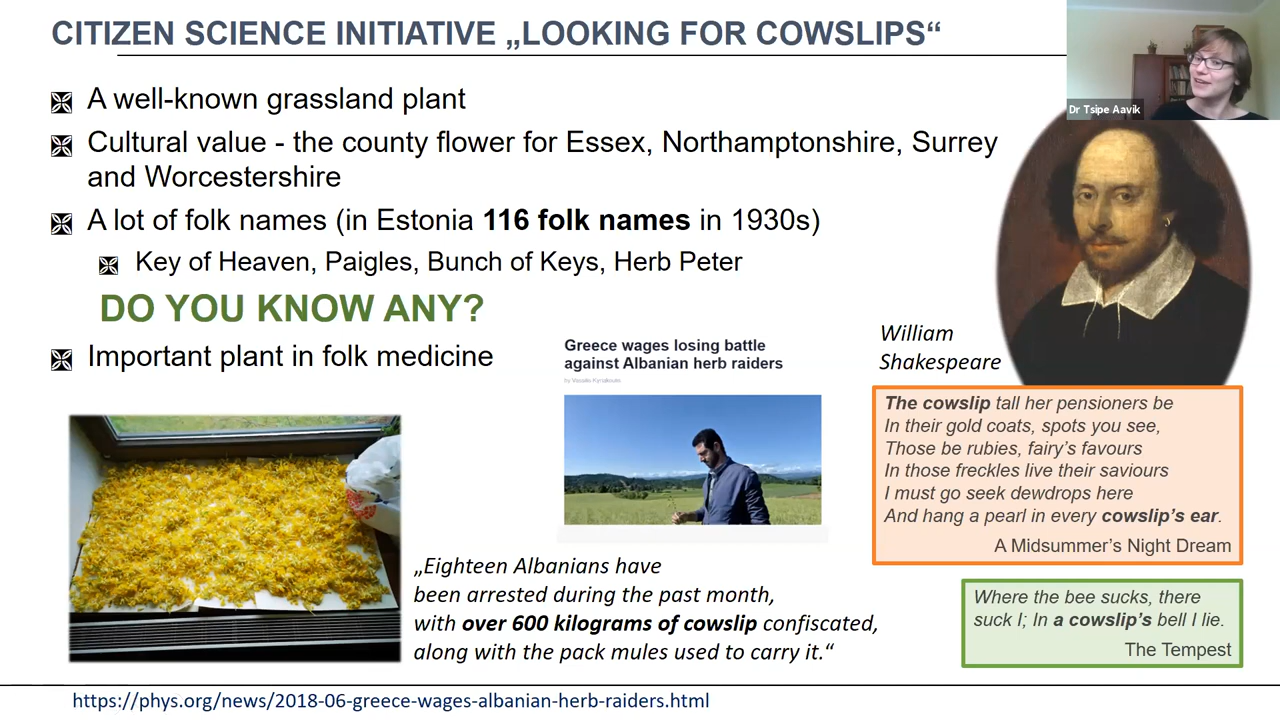 CITIZEN SCIENCE INITIATIVE „LOOKING FOR COWSLIPS“
Dr Tsipe Aavik
A well-known grassland plant
Cultural value - the county flower for Essex, Northamptonshire, Surrey
and Worcestershire
A lot of folk names (in Estonia 116 folk names in 1930s)
Key of Heaven, Paigles, Bunch of Keys, Herb Peter
DO YOU KNOW ANY?
Important plant in folk medicine
Greece wages losing battle
against Albanian herb raiders
„Eighteen Albanians have
been arrested during the past month,
with over 600 kilograms of cowslip confiscated,
along with the pack mules used to carry it.“
William
Shakespeare
The cowslip tall her pensioners be
In their gold coats, spots you see,
Those be rubies, fairy’s favours
In those freckles live their saviours
I must go seek dewdrops here
And hang a pearl in every cowslip’s ear.
A Midsummer’s Night Dream
Where the bee sucks, there
suck I; In a cowslip’s bell I lie.
The Tempest
https://phys.org/news/2018-06-greece-wages-albanian-herb-raiders.html